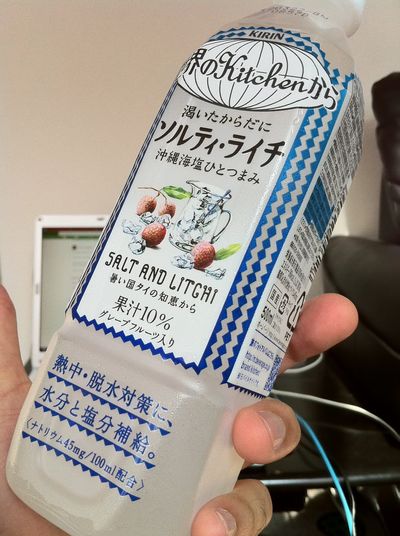 KIRIN
界のKitchenから
渇いたからだに
ソルティ・ライチ
沖縄海塩ひとつまみ
SALT AND LITCHI
暑い国タイの知恵から
果汁10%
グレープフルーツ入り
熱中・脱水対策に、
水分と塩分補給。
〈ナトリウム45mg/100ml配合〉